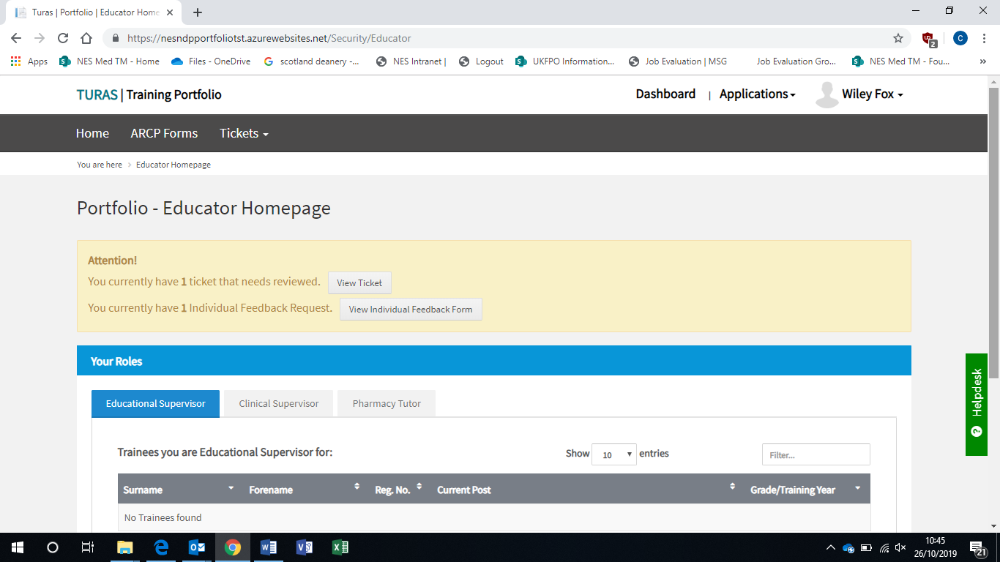 Turas | Portfolio | Educator Home
https://nesndpportfoliotst.azurewebsites.net/Security/Educator
2
C
Apps NES Med TM - Home Files - OneDrive scotland deanery -... NES Intranet | Logout UKFPO Information... Job Evaluation | MSG Job Evaluation Gro... NES Med TM - Fou... »
TURAS | Training Portfolio Dashboard | Applications Wiley Fox
Home ARCP Forms Tickets
You are here > Educator Homepage
Portfolio - Educator Homepage
Attention!
You currently have 1 ticket that needs reviewed. View Ticket
You currently have 1 Individual Feedback Request. View Individual Feedback Form
Your Roles
Helpdesk
Educational Supervisor Clinical Supervisor Pharmacy Tutor
Trainees you are Educational Supervisor for: Show 10 entries Filter...
Surname Forename Reg. No. Current Post Grade/Training Year
No Trainees found
10:45
26/10/2019
21